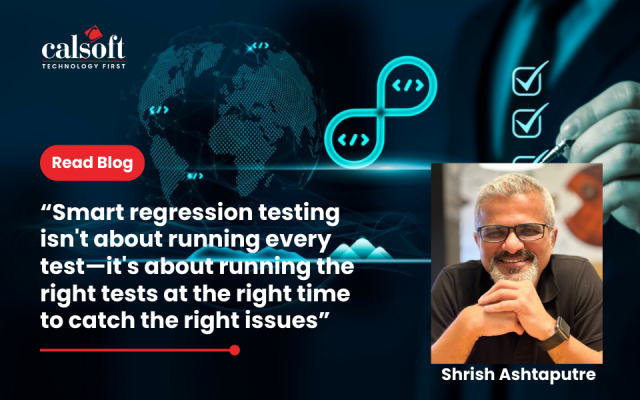 calsoft
TECHNOLOGY FIRST
</>
</>
</>
</>
Read Blog
“Smart regression testing
isn't about running every
test—it's about running the
right tests at the right time
to catch the right issues”
Shrish Ashtaputre